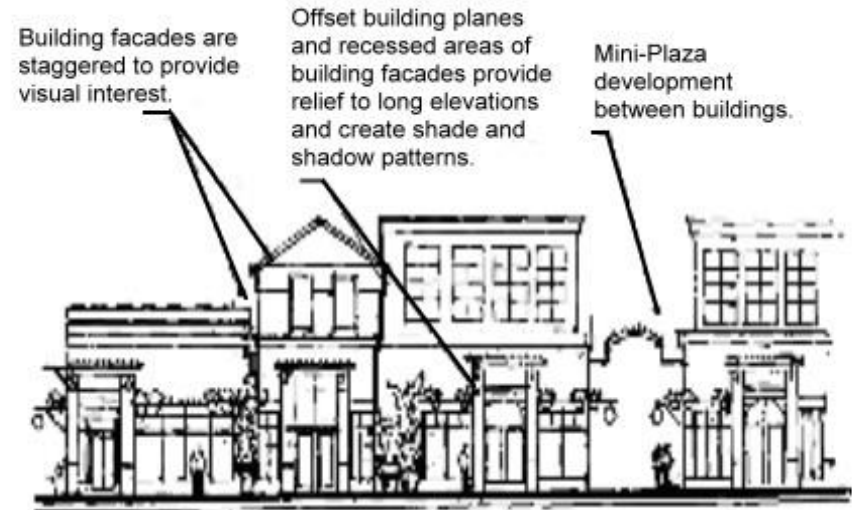 Building facades are
staggered to provide
visual interest.
Offset building planes
and recessed areas of
building facades provide
relief to long elevations
and create shade and
shadow patterns.
Mini-Plaza
development
between buildings.